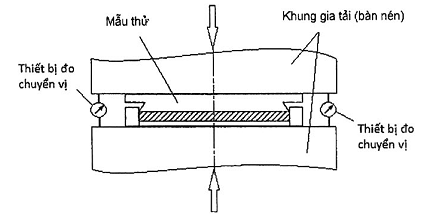 Mẫu thử
Khung gia tải (bàn nén)
Thiết bị đo
chuyển vị
Thiết bị đo
chuyển vị